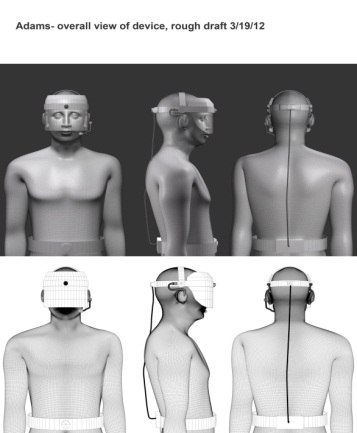 Adams- overall view of device, rough draft 3/19/12